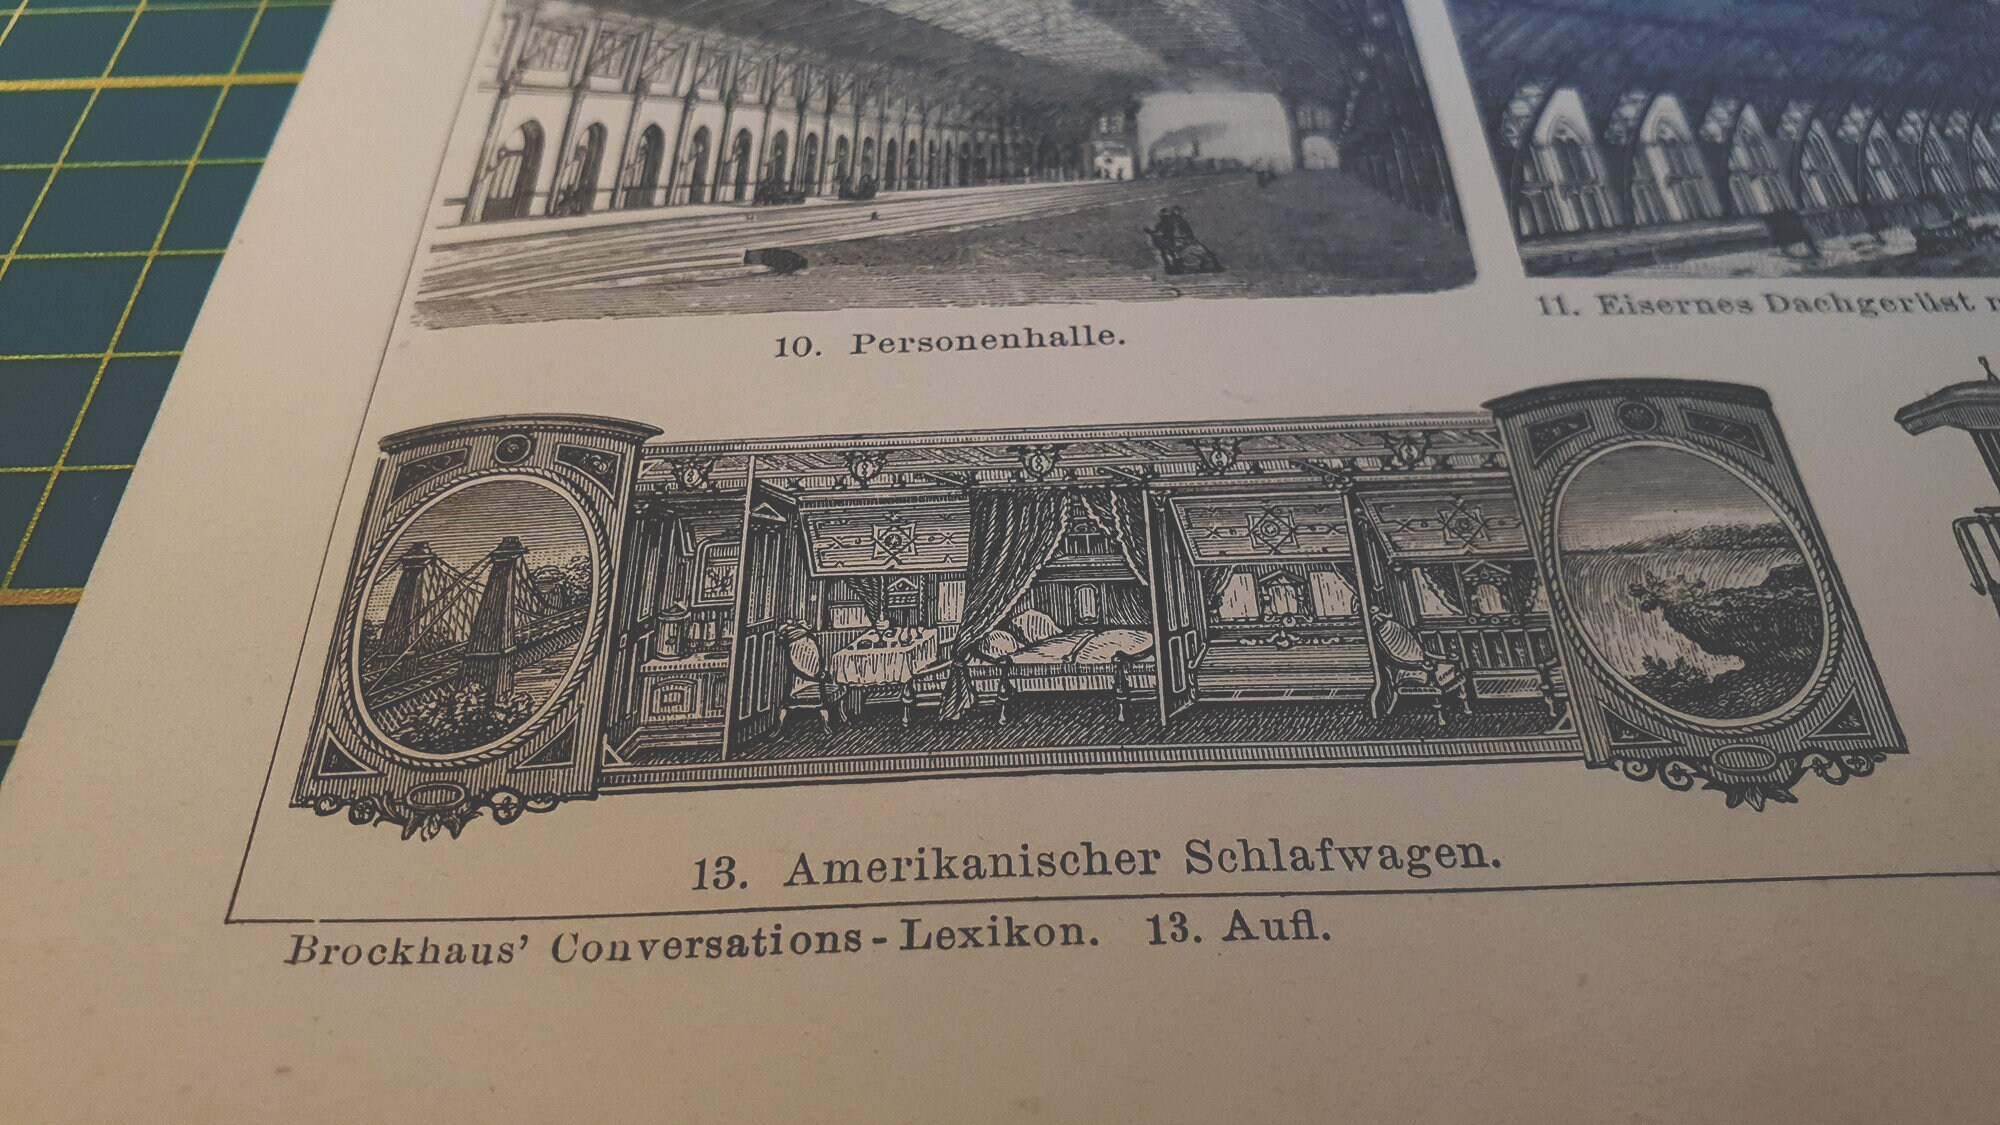 10. Personenhalle.
11. Eisernes Dachgerüst
13. Amerikanischer Schlafwagen.
Brockhaus' Conversations-Lexikon. 13. Aufl.